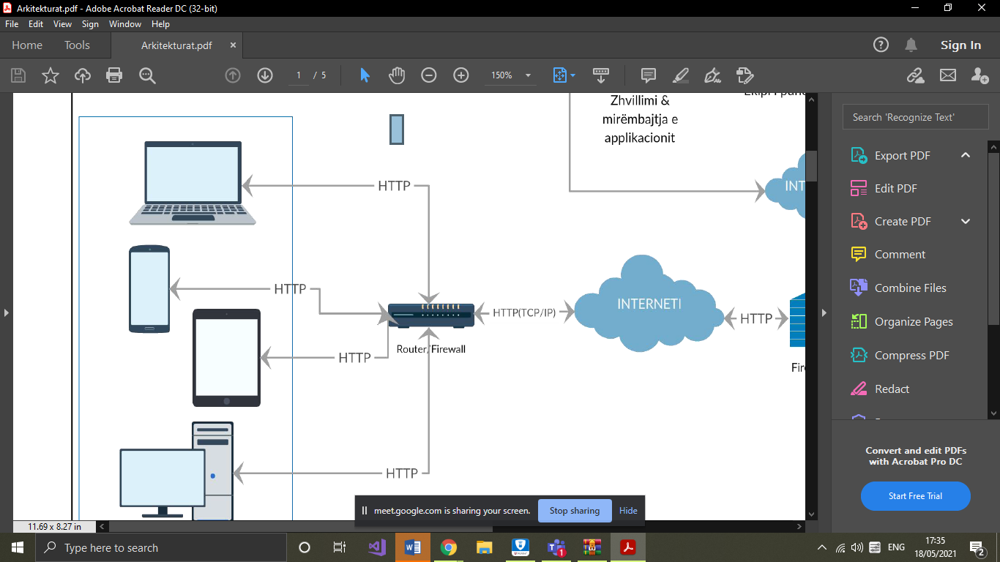 Arkitekturat.pdf - Adobe Acrobat Reader DC (32-bit)
File Edit View Sign Window Help
Home Tools Arkitekturat.pdf × Sign In
1 / 5 150%
Zhvillimi &
mirëmbajtja e
applikacionit
HTTP
INT
HTTP
INTERNETI
HTTP(TCP/IP)
HTTP
Router/Firewall
HTTP
Fire
HTTP
Search 'Recognize Text'
Export PDF
Edit PDF
Create PDF
Comment
Combine Files
Organize Pages
Compress PDF
Redact
Convert and edit PDFs
with Acrobat Pro DC
Start Free Trial
meet.google.com is sharing your screen. Stop sharing Hide
11.69 x 8.27 in
Type here to search
1
ENG
17:35
18/05/2021
2